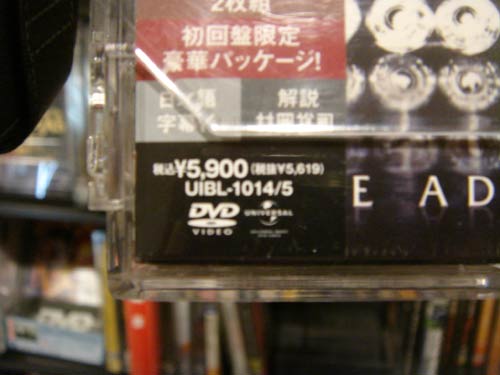 2枚組
初回盤限定
豪華パッケージ!
日本語
字幕
解説
税込¥5,900(税抜¥5,619)
UIBL-1014/5
DVD
VIDEO
UNIVERSAL
E AD
DVD